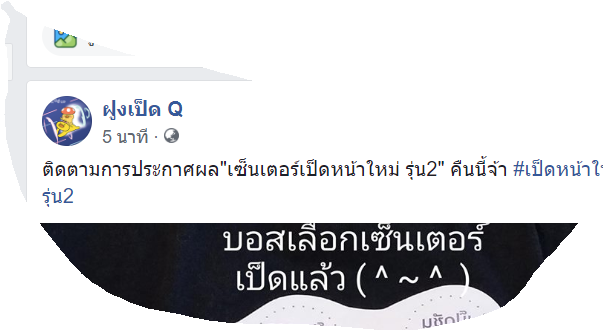 ฝูงเป็ด Q
5 นาที ·
ติดตามการประกาศผล"เซ็นเตอร์เป็ดหน้าใหม่ รุ่น2" คืนนี้จ้า #เป็ดหน้าให
รุ่น2
บอสเลือกเซ็นเตอร์
เป็ดแล้ว ( ^ ~ ^ )